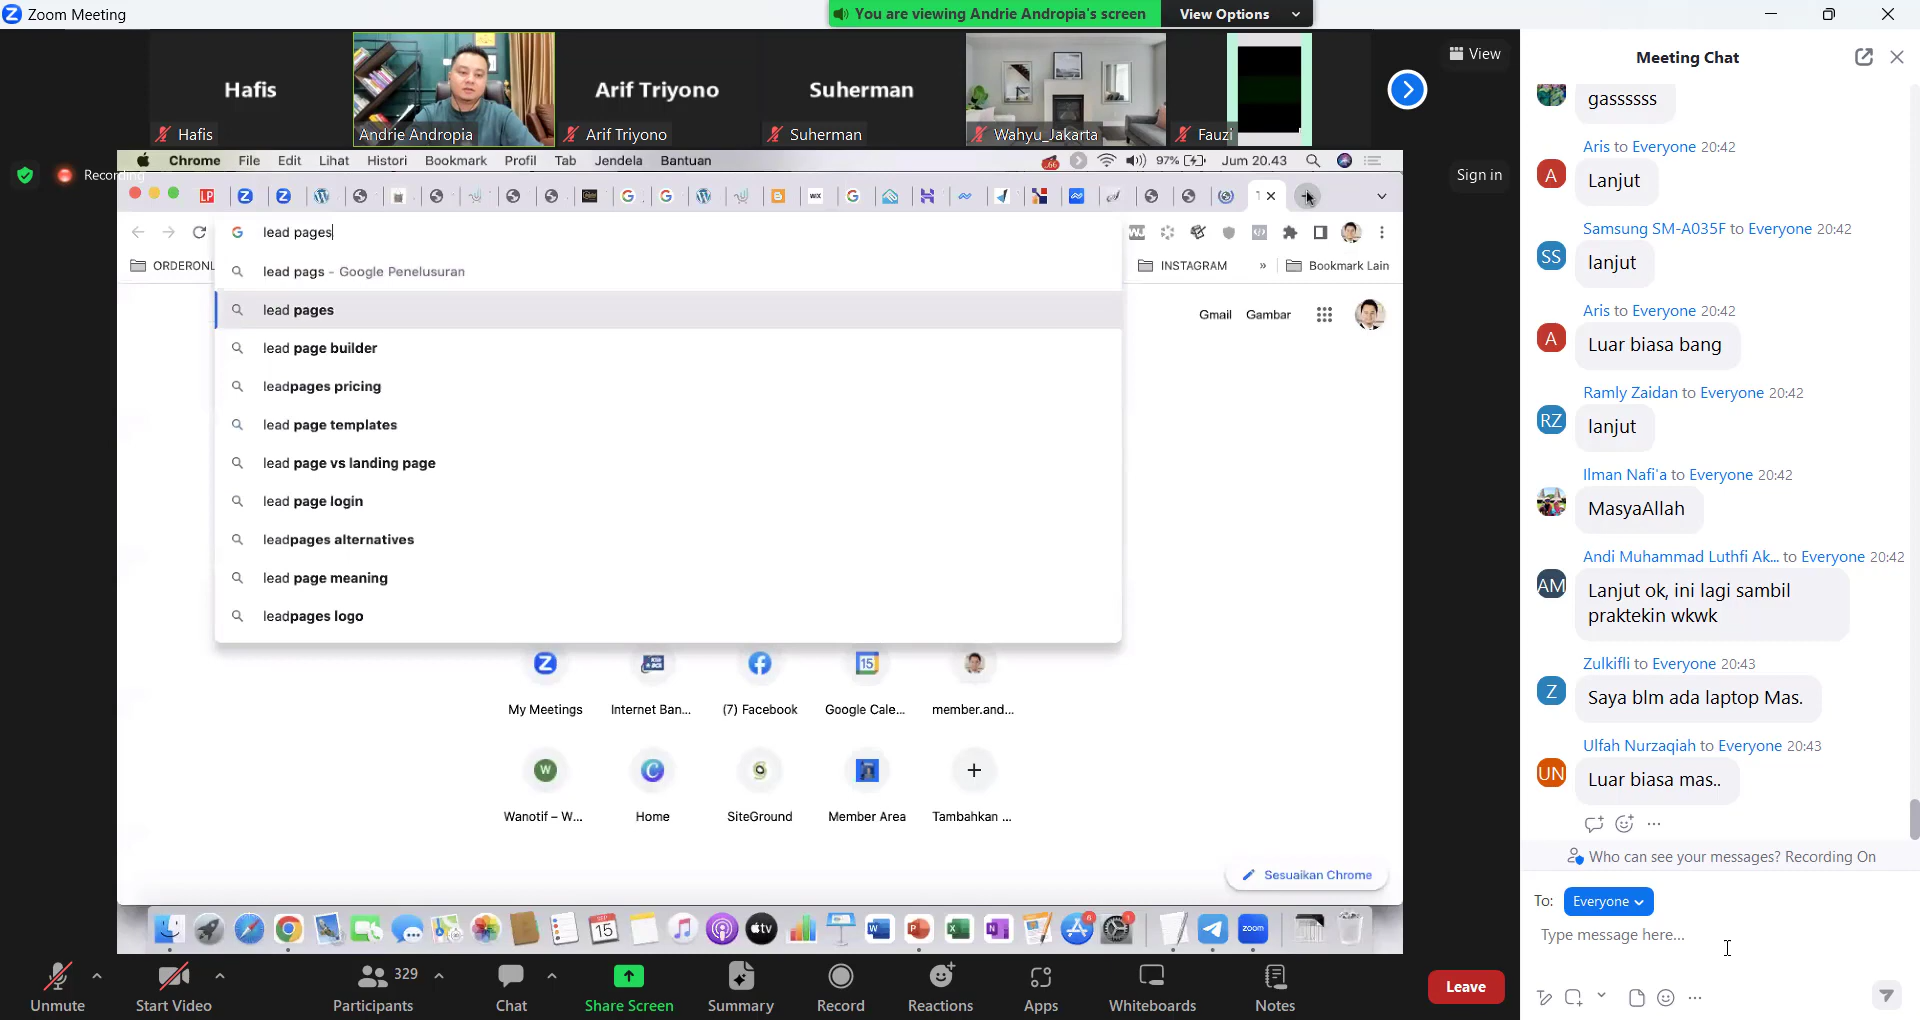 Zoom Meeting
You are viewing Andrie Andropia's screen
View Options
Hafis
Hafis
Andrie Andropia
Arif Triyono
Arif Triyono
Suherman
Suherman
Wahyu_Jakarta
Fauzi
View
Recording
Sign in
Chrome File Edit Lihat Histori Bookmark Profil Tab Jendela Bantuan
97% Jum 20.43
lead pages
ORDERONL
INSTAGRAM » Bookmark Lain
lead pags - Google Penelusuran
lead pages
lead page builder
leadpages pricing
lead page templates
lead page vs landing page
lead page login
leadpages alternatives
lead page meaning
leadpages logo
Gmail Gambar
My Meetings Internet Ban... (7) Facebook Google Cale... member.and...
Wanotif – W... Home SiteGround Member Area Tambahkan ...
Sesuaikan Chrome
Unmute
Start Video
329
Participants
Chat
Share Screen
Summary
Record
Reactions
Apps
Whiteboards
Notes
Leave
Meeting Chat
gassssss
Aris to Everyone 20:42
A
Lanjut
Samsung SM-A035F to Everyone 20:42
SS
lanjut
Aris to Everyone 20:42
A
Luar biasa bang
Ramly Zaidan to Everyone 20:42
RZ
lanjut
Ilman Nafi'a to Everyone 20:42
MasyaAllah
Andi Muhammad Luthfi Ak... to Everyone 20:42
AM
Lanjut ok, ini lagi sambil
praktekin wkwk
Zulkifli to Everyone 20:43
Z
Saya blm ada laptop Mas.
Ulfah Nurzaqiah to Everyone 20:43
UN
Luar biasa mas..
Who can see your messages? Recording On
To: Everyone
Type message here...